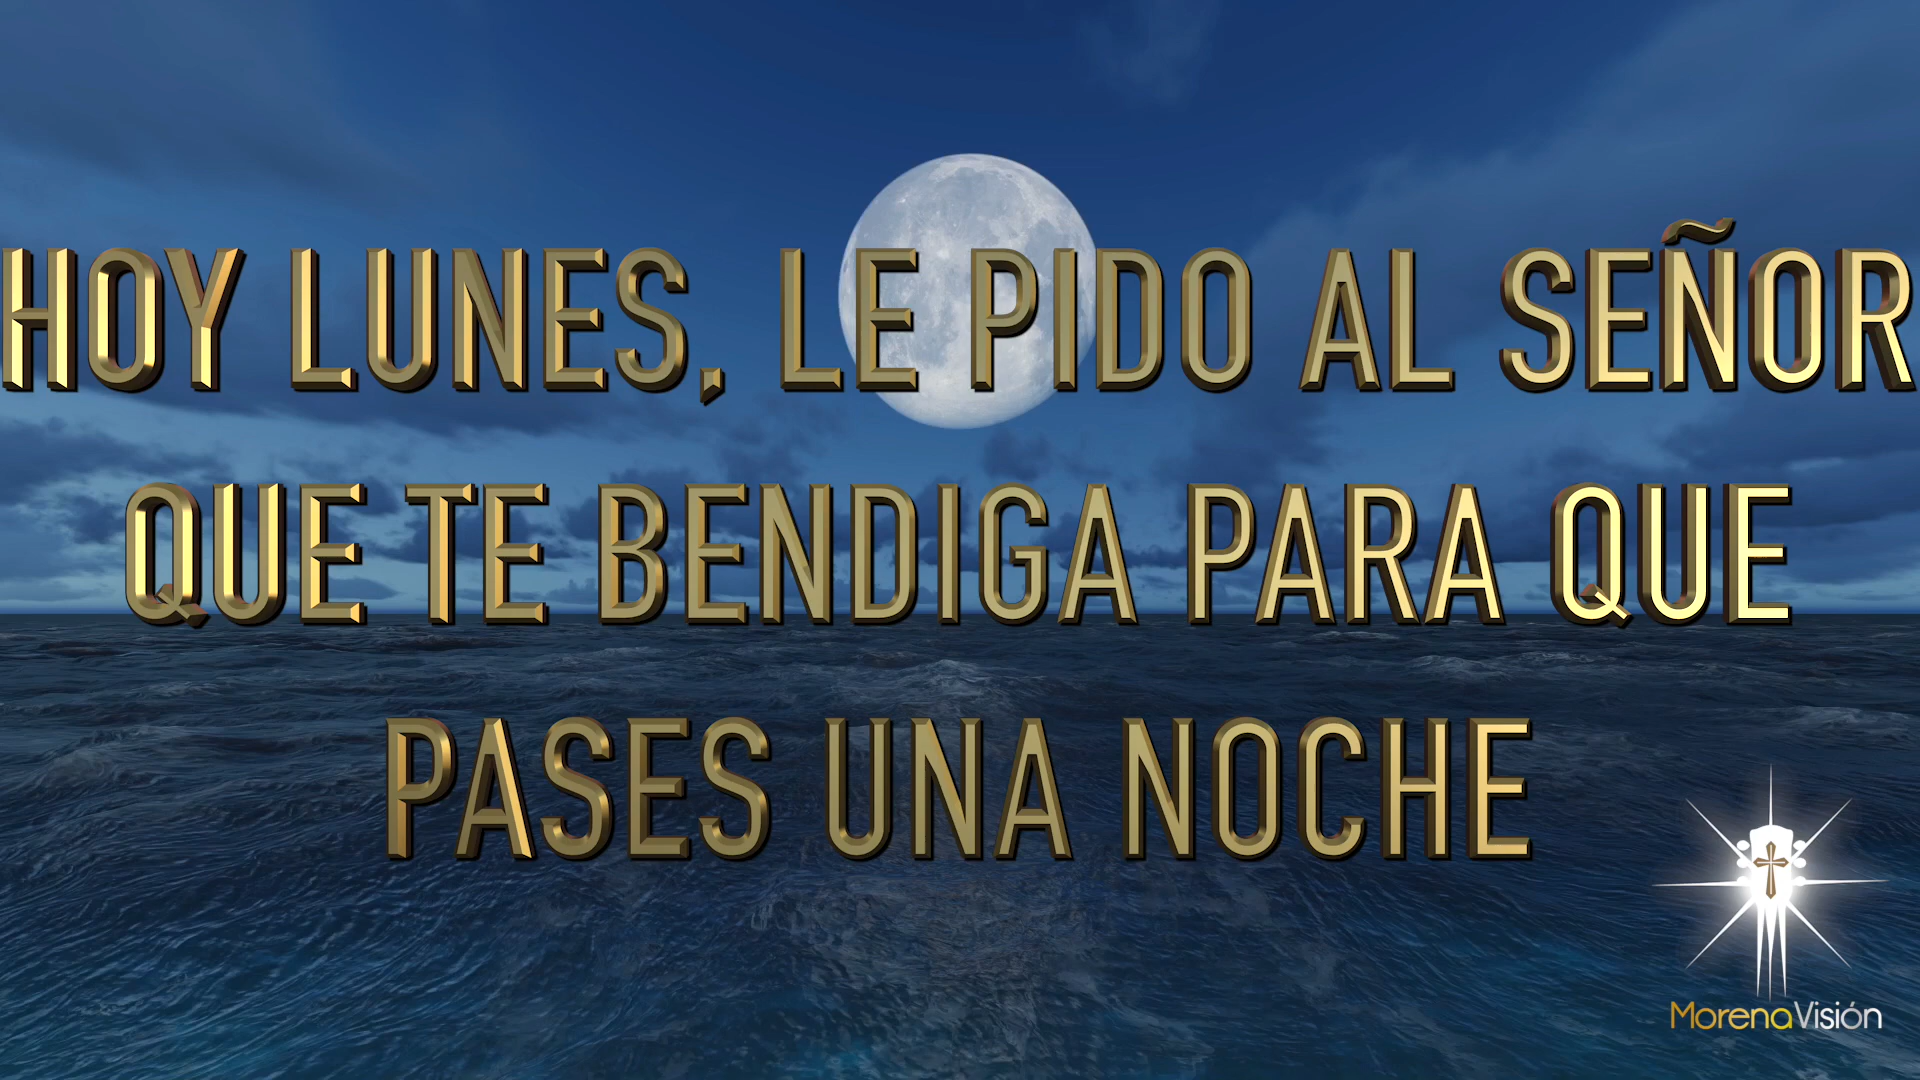 HOY LUNES, LE PIDO AL SEÑOR
QUE TE BENDIGA PARA QUE
PASES UNA NOCHE
MorenaVisión